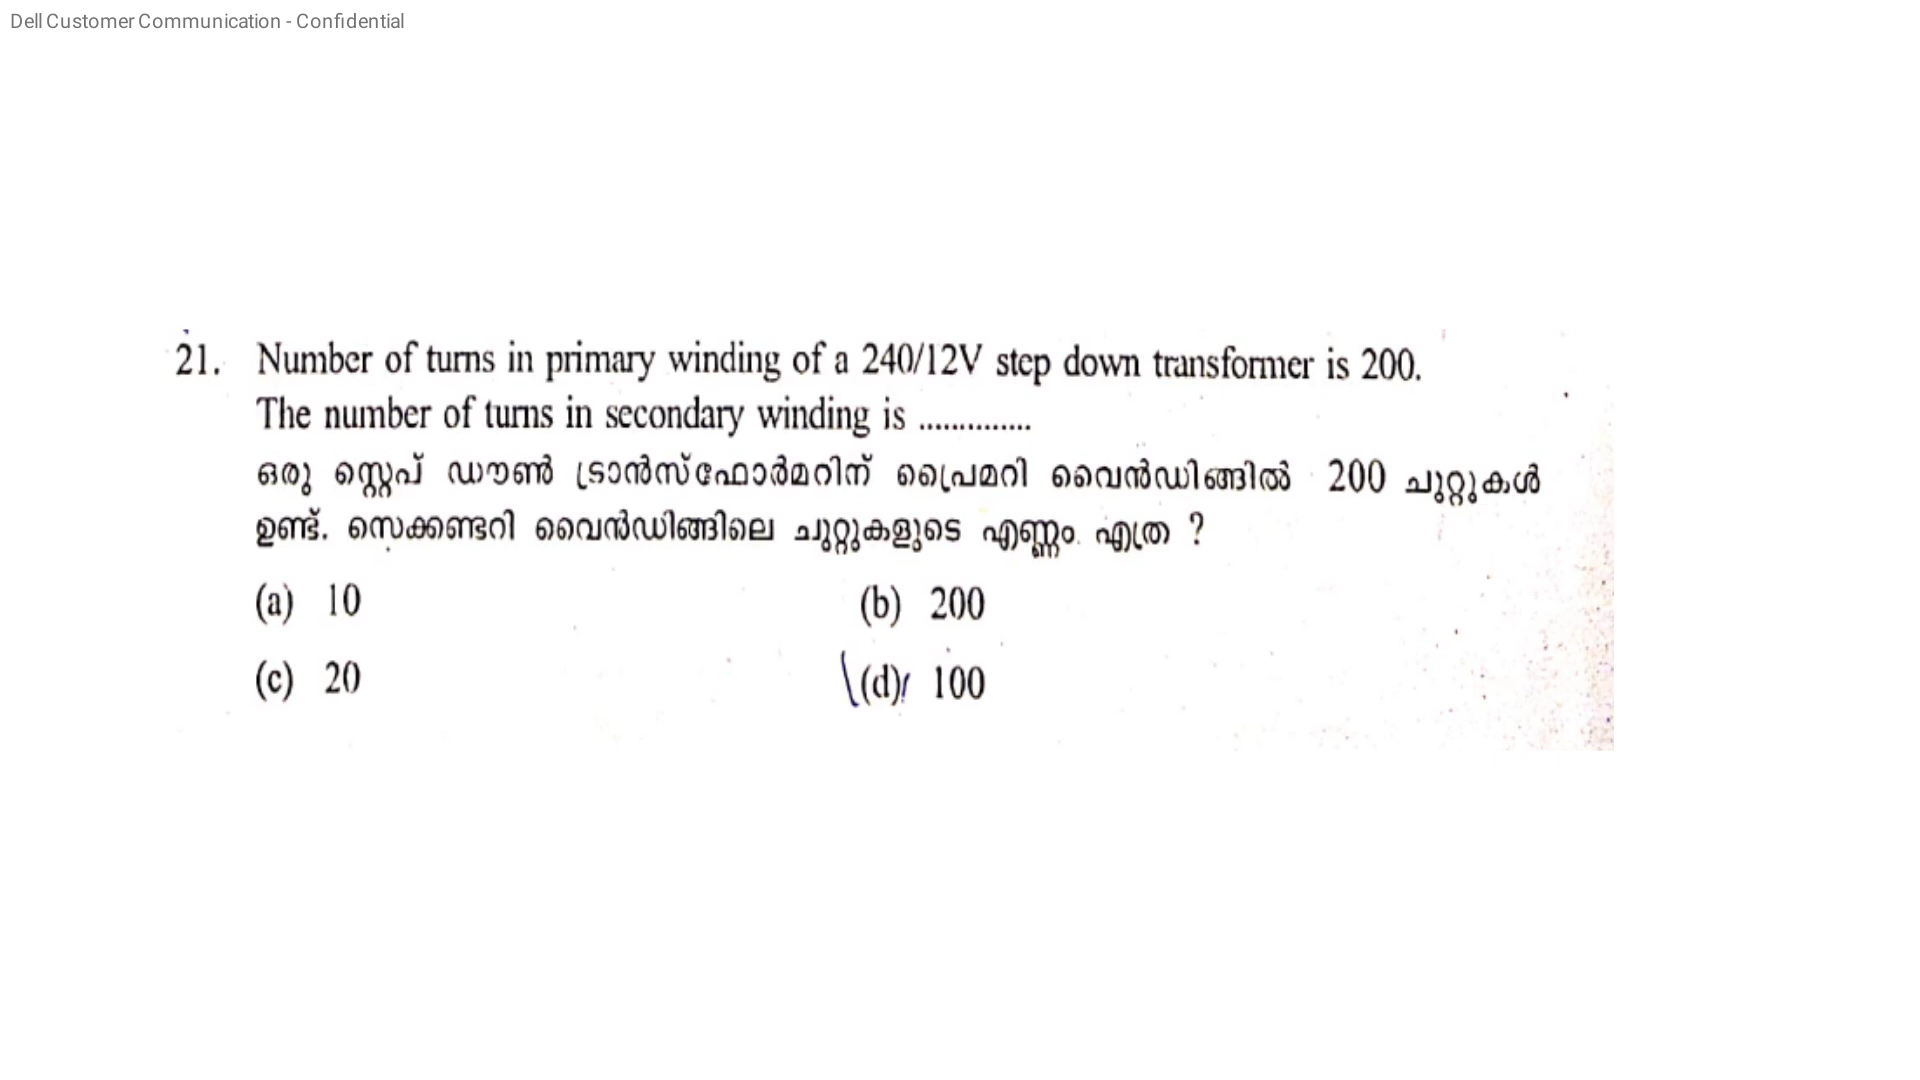 Dell Customer Communication - Confidential
21. Number of turns in primary winding of a 240/12V step down transformer is 200.
The number of turns in secondary winding is ..............
ഒരു സ്റ്റെപ് ഡൗൺ ട്രാൻസ്ഫോർമറിന് പ്രൈമറി വൈൻഡിങ്ങിൽ 200 ചുറ്റുകൾ
ഉണ്ട്. സെക്കണ്ടറി വൈൻഡിങ്ങിലെ ചുറ്റുകളുടെ എണ്ണം എത്ര ?
(a) 10 (b) 200
(c) 20 (d) 100